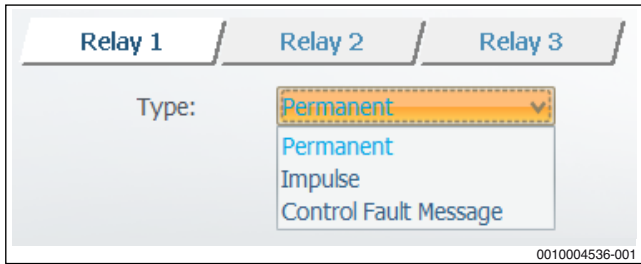 Relay 1 Relay 2 Relay 3
Type: Permanent
Permanent
Impulse
Control Fault Message
0010004536-001